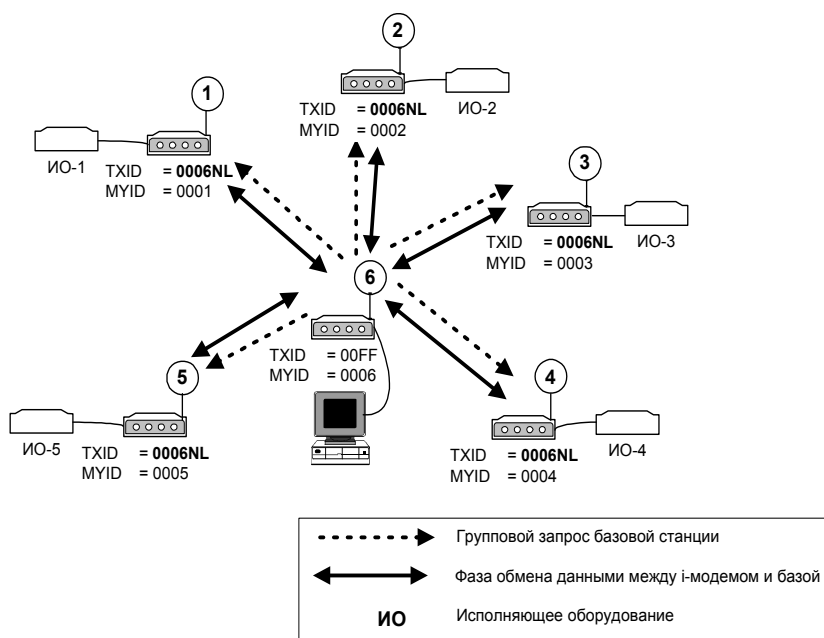 2
1
TXID = 0006NL
MYID = 0002
ИО-2
ИО-1
TXID = 0006NL
MYID = 0001
3
TXID = 0006NL
MYID = 0003
ИО-3
6
TXID = 00FF
MYID = 0006
5
4
ИО-5
TXID = 0006NL
MYID = 0005
TXID = 0006NL
MYID = 0004
ИО-4
Групповой запрос базовой станции
Фаза обмена данными между i-модемом и базой
ИО Исполняющее оборудование